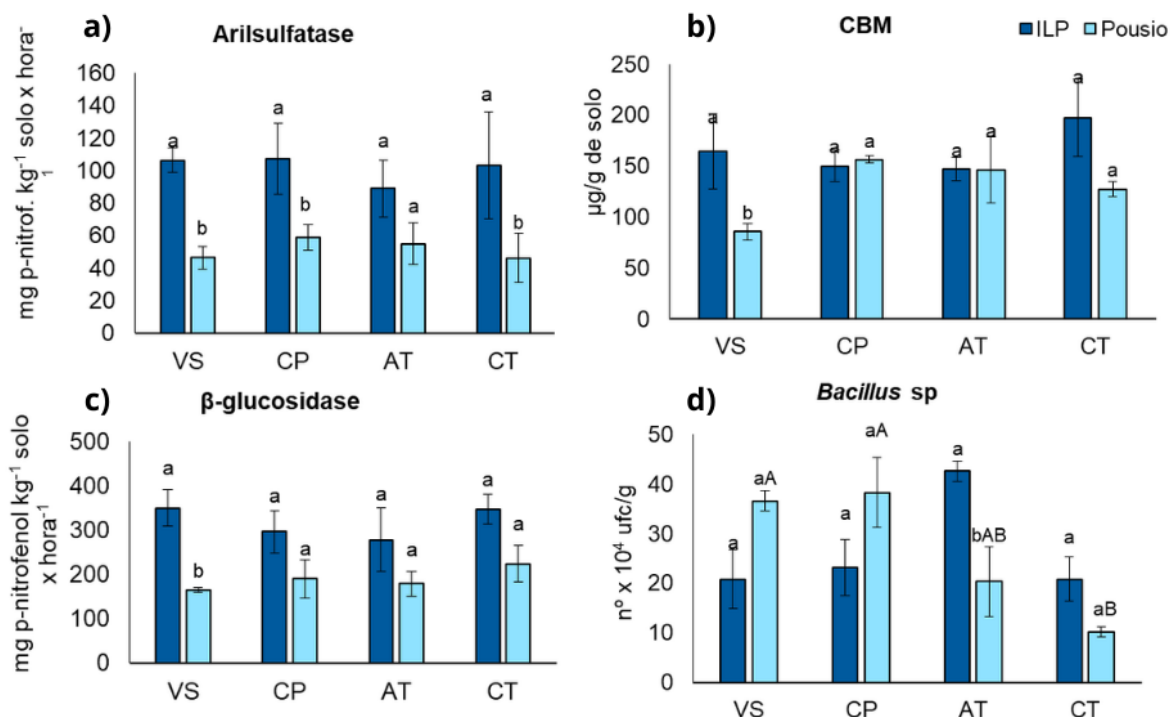 a) Arilsulfatase
mg p-nitrof. kg⁻¹ solo x hora⁻
1
160
140
120
100
80
60
40
20
0
a
b
a
b
a
a
a
b
VS CP AT CT
b) CBM
ILP Pousio
µg/g de solo
250
200
150
100
50
0
a
b
a
a
a
a
a
a
VS CP AT CT
c) β-glucosidase
mg p-nitrofenol kg⁻¹ solo
x hora⁻¹
500
400
300
200
100
0
a
b
a
a
a
a
a
a
VS CP AT CT
d) Bacillus sp
nº x 10⁴ ufc/g
50
40
30
20
10
0
a
aA
a
aA
a
bAB
a
aB
VS CP AT CT